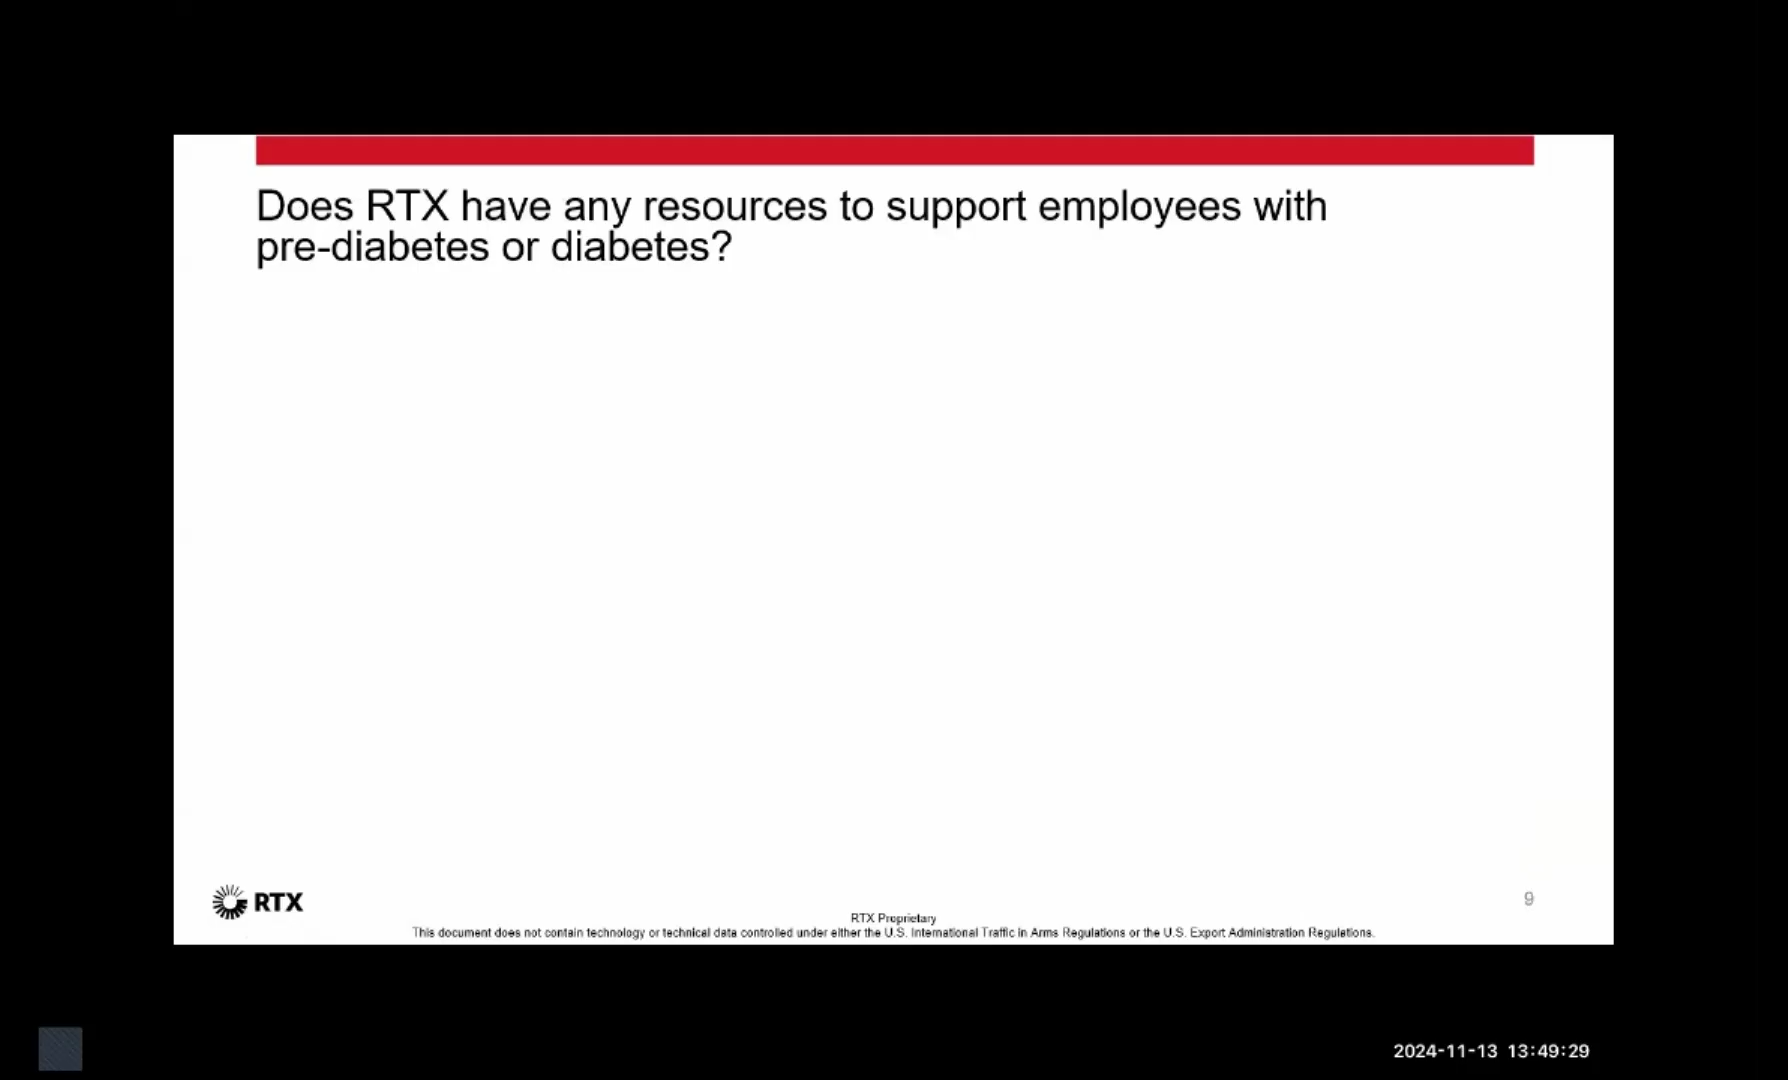 Does RTX have any resources to support employees with
pre-diabetes or diabetes?
RTX
9
RTX Proprietary
This document does not contain technology or technical data controlled under either the U.S. International Traffic in Arms Regulations or the U.S. Export Administration Regulations.
2024-11-13 13:49:29